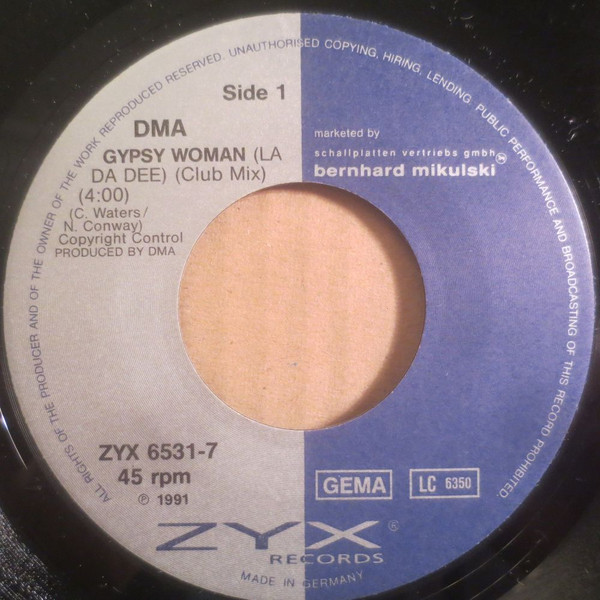 ALL RIGHTS OF THE PRODUCER AND OF THE OWNER OF THE WORK REPRODUCED RESERVED. UNAUTHORISED COPYING, HIRING, LENDING, PUBLIC PERFORMANCE AND BROADCASTING OF THIS RECORD PROHIBITED.
Side 1
DMA
GYPSY WOMAN (LA
DA DEE) (Club Mix)
(4:00)
(C. Waters/
N. Conway)
Copyright Control
PRODUCED BY DMA
marketed by
schallplatten vertriebs gmbh
bernhard mikulski
ZYX 6531-7
45 rpm
℗ 1991
GEMA
LC 6350
ZYX®
RECORDS
MADE IN GERMANY